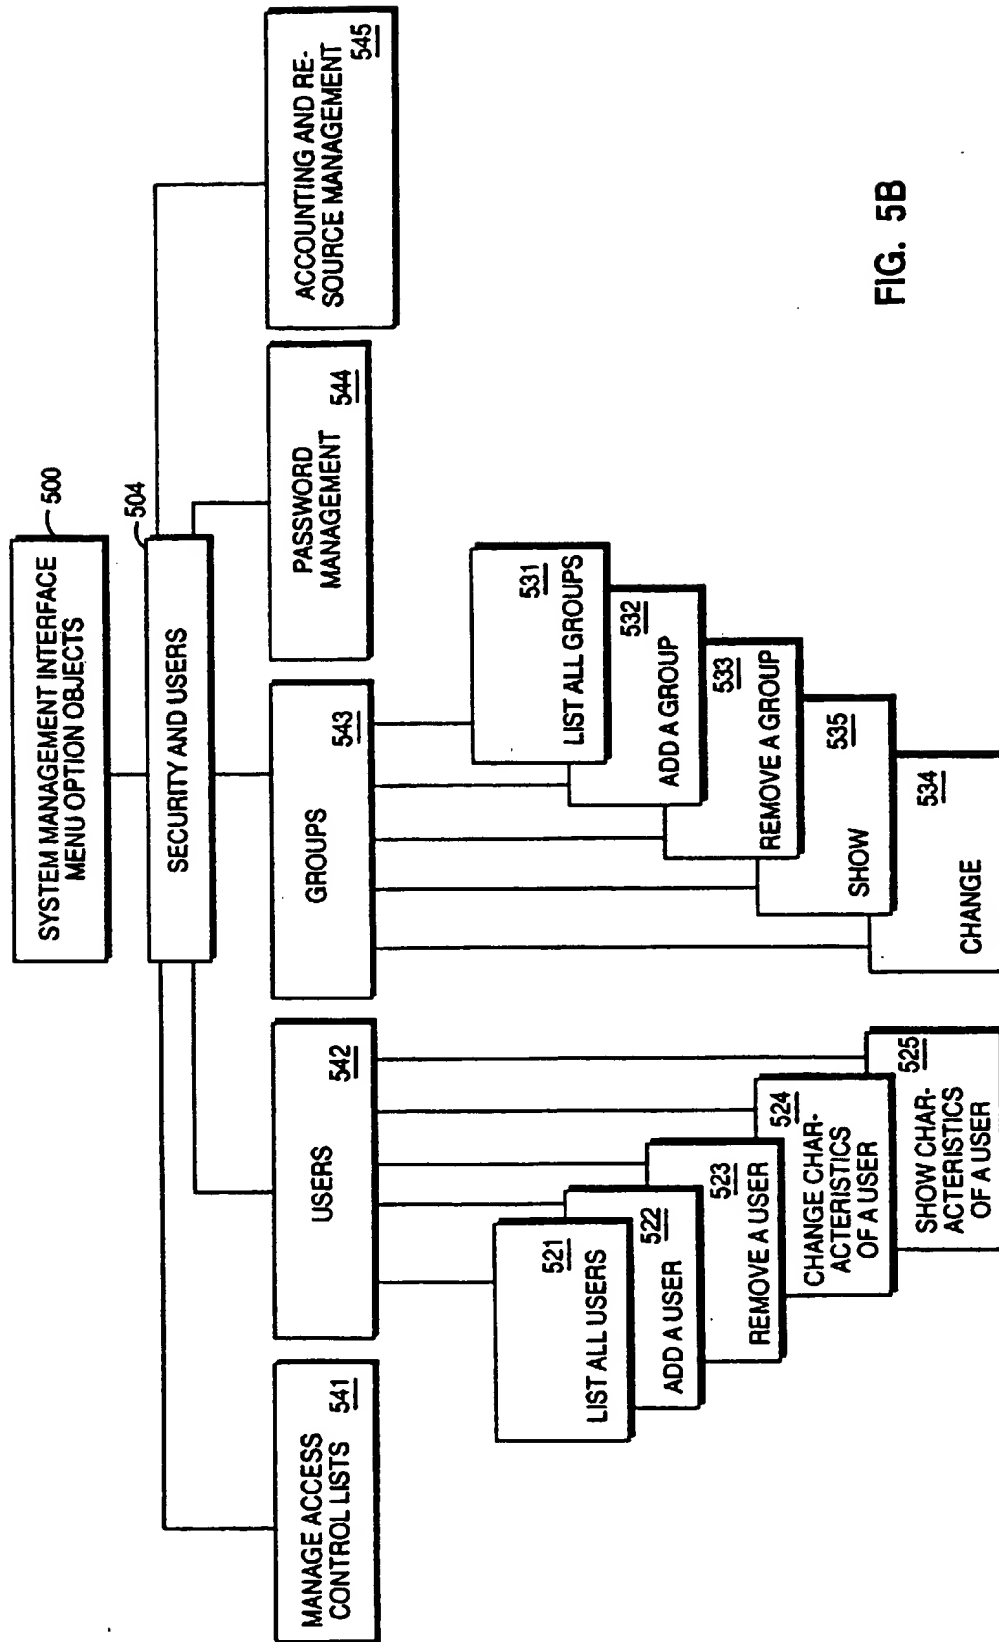 SYSTEM MANAGEMENT INTERFACE
MENU OPTION OBJECTS
500
SECURITY AND USERS
504
MANAGE ACCESS
CONTROL LISTS 541
USERS 542
GROUPS 543
PASSWORD
MANAGEMENT 544
ACCOUNTING AND RE-
SOURCE MANAGEMENT
545
521
LIST ALL USERS
522
ADD A USER
523
REMOVE A USER
524
CHANGE CHAR-
ACTERISTICS
OF A USER
525
SHOW CHAR-
ACTERISTICS
OF A USER
531
LIST ALL GROUPS
532
ADD A GROUP
533
REMOVE A GROUP
535
SHOW
534
CHANGE
FIG. 5B